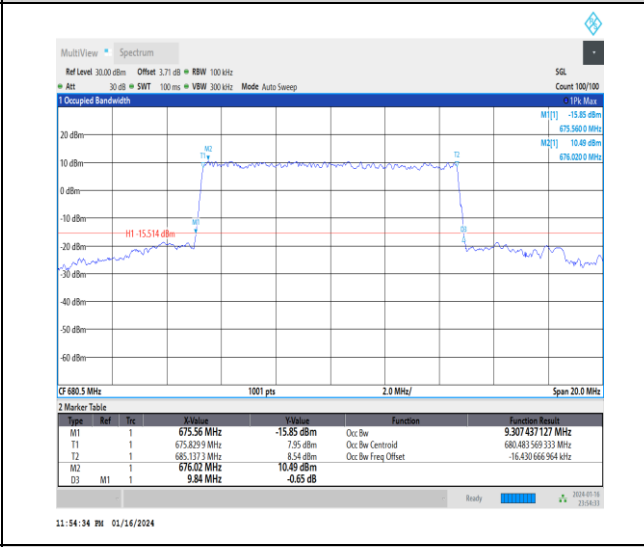 MultiView Spectrum
Ref Level 30.00 dBm Offset 3.71 dB RBW 100 kHz SGL
Att 30 dB SWT 100 ms VBW 300 kHz Mode Auto Sweep Count 100/100
1 Occupied Bandwidth 1Pk Max
M1[1] -15.85 dBm
675.560 0 MHz
M2[1] 10.49 dBm
676.020 0 MHz
20 dBm
M2
T1
T2
10 dBm
0 dBm
-10 dBm
M1
D3
H1 -15.514 dBm
-20 dBm
-30 dBm
-40 dBm
-50 dBm
-60 dBm
CF 680.5 MHz 1001 pts 2.0 MHz/ Span 20.0 MHz
2 Marker Table
Type Ref Trc X-Value Y-Value Function Function Result
M1 1 675.56 MHz -15.85 dBm Occ Bw 9.307 437 127 MHz
T1 1 675.829 9 MHz 7.95 dBm Occ Bw Centroid 680.483 569 333 MHz
T2 1 685.137 3 MHz 8.54 dBm Occ Bw Freq Offset -16.430 666 964 kHz
M2 1 676.02 MHz 10.49 dBm
D3 M1 1 9.84 MHz -0.65 dB
Ready 2024-01-16
23:54:33
11:54:34 PM 01/16/2024